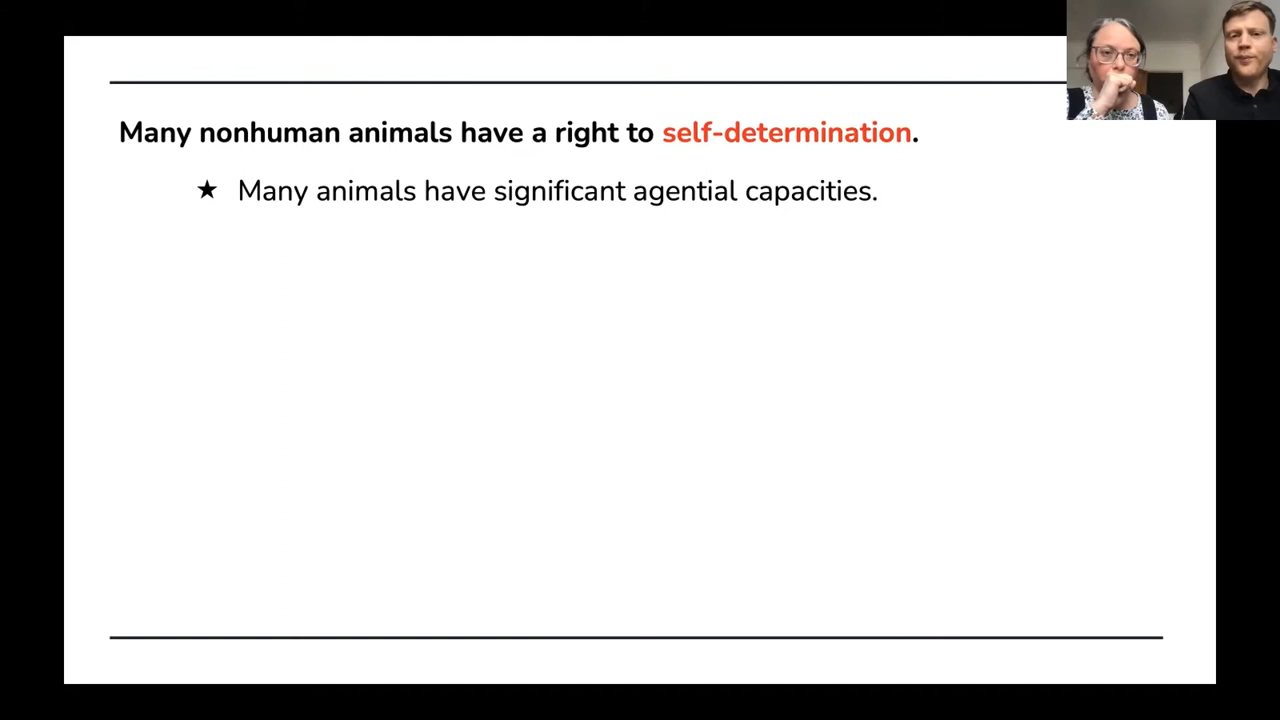 Many nonhuman animals have a right to self-determination.
★ Many animals have significant agential capacities.